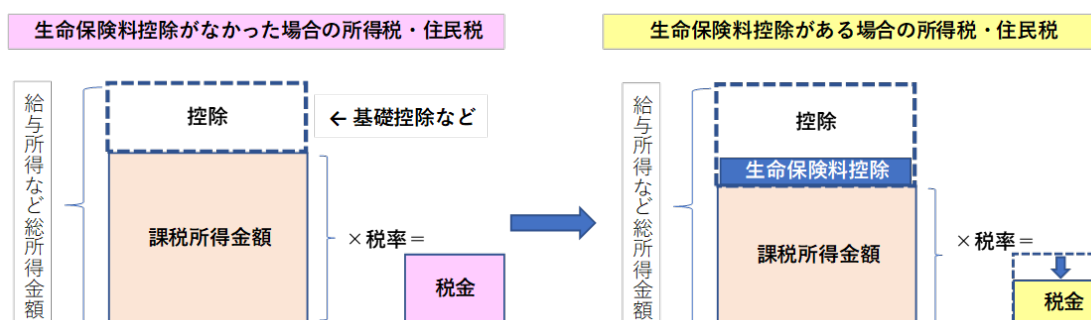 生命保険料控除がなかった場合の所得税・住民税
給与所得など総所得金額
控除
← 基礎控除など
課税所得金額
×税率＝
税金
生命保険料控除がある場合の所得税・住民税
給与所得など総所得金額
控除
生命保険料控除
課税所得金額
×税率＝
税金